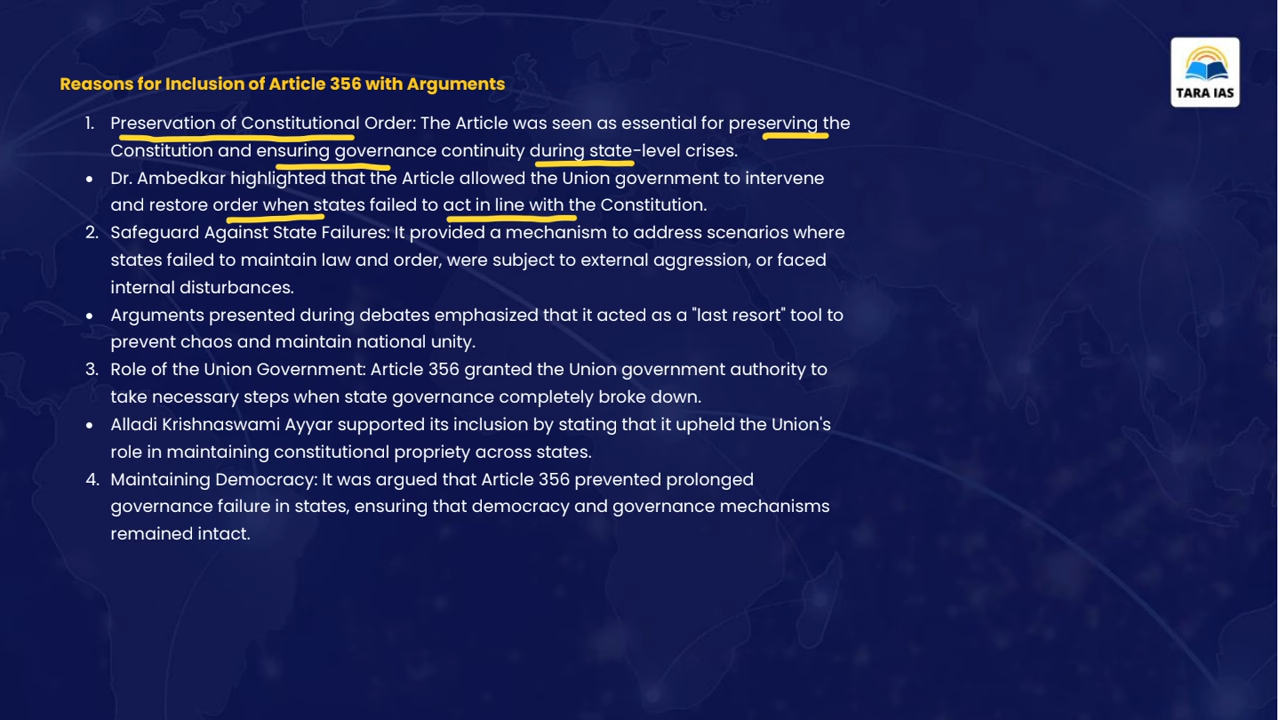 TARA IAS
Reasons for Inclusion of Article 356 with Arguments
1. Preservation of Constitutional Order: The Article was seen as essential for preserving the
Constitution and ensuring governance continuity during state-level crises.
• Dr. Ambedkar highlighted that the Article allowed the Union government to intervene
and restore order when states failed to act in line with the Constitution.
2. Safeguard Against State Failures: It provided a mechanism to address scenarios where
states failed to maintain law and order, were subject to external aggression, or faced
internal disturbances.
• Arguments presented during debates emphasized that it acted as a "last resort" tool to
prevent chaos and maintain national unity.
3. Role of the Union Government: Article 356 granted the Union government authority to
take necessary steps when state governance completely broke down.
• Alladi Krishnaswami Ayyar supported its inclusion by stating that it upheld the Union's
role in maintaining constitutional propriety across states.
4. Maintaining Democracy: It was argued that Article 356 prevented prolonged
governance failure in states, ensuring that democracy and governance mechanisms
remained intact.